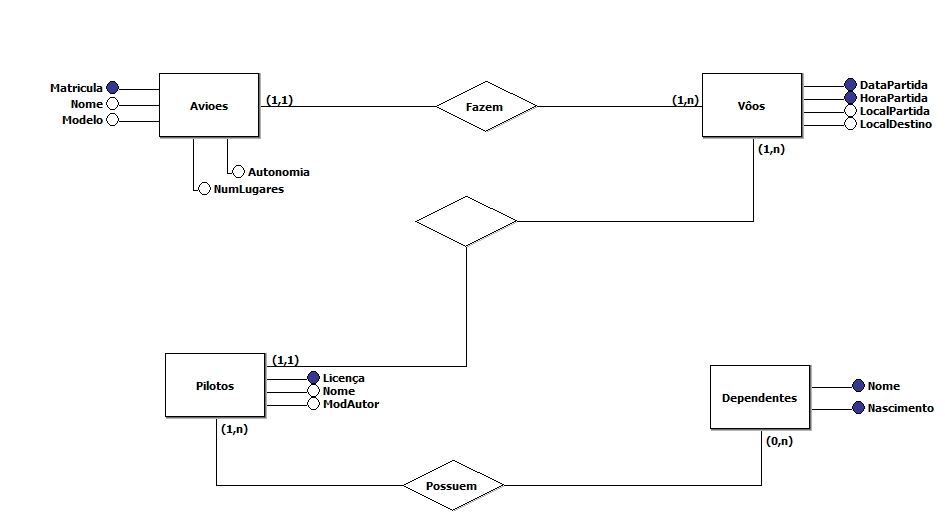 Matricula
Nome
Modelo
Avioes
(1,1)
Fazem
(1,n)
Vôos
DataPartida
HoraPartida
LocalPartida
LocalDestino
(1,n)
Autonomia
NumLugares
(1,1)
Pilotos
Licença
Nome
ModAutor
(1,n)
Dependentes
Nome
Nascimento
(0,n)
Possuem